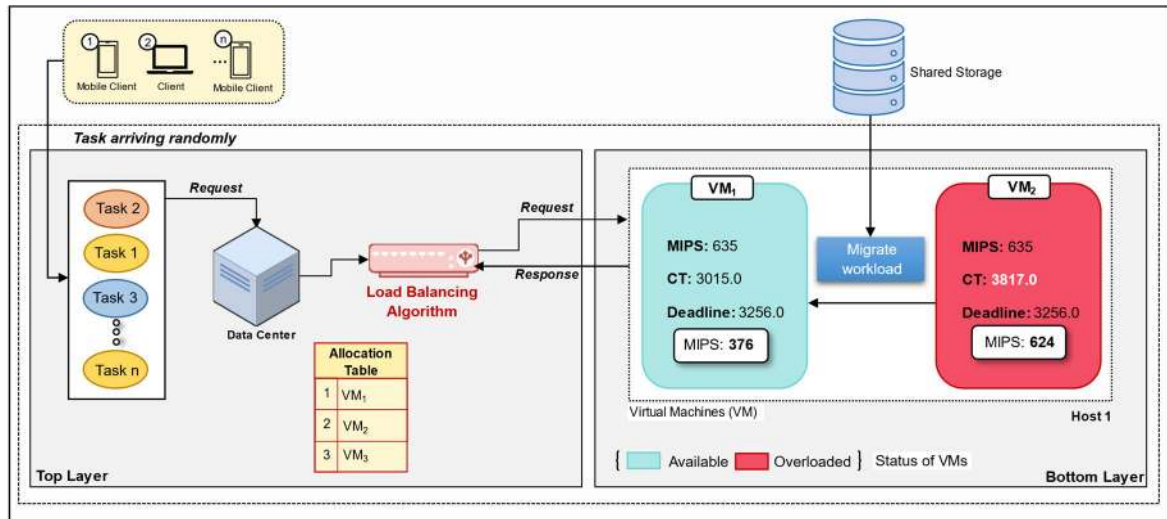 1
2
n
...
Mobile Client
Client
Mobile Client
Shared Storage
Task arriving randomly
Task 2
Task 1
Task 3
Task n
Request
Data Center
Load Balancing
Algorithm
Request
Response
Allocation
Table
1 VM1
2 VM2
3 VM3
Top Layer
VM1
MIPS: 635
CT: 3015.0
Deadline: 3256.0
MIPS: 376
Migrate
workload
VM2
MIPS: 635
CT: 3817.0
Deadline: 3256.0
MIPS: 624
Virtual Machines (VM)
Host 1
{ Available Overloaded } Status of VMs
Bottom Layer